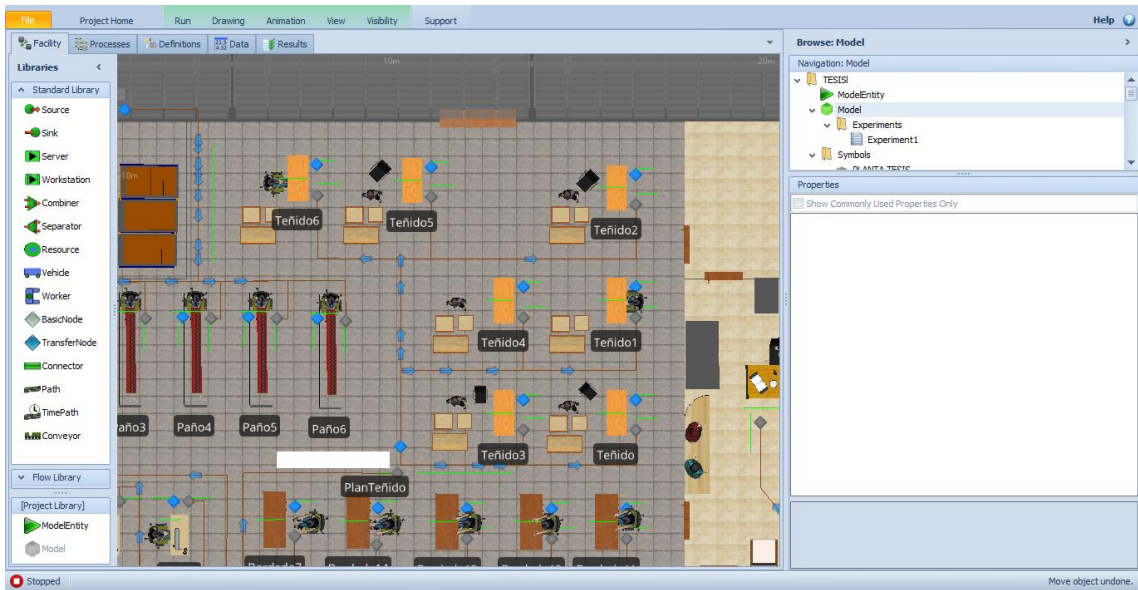 File Project Home Run Drawing Animation View Visibility Support Help
Facility Processes Definitions Data Results
Browse: Model
Libraries
Navigation: Model
Standard Library
Source
Sink
Server
Workstation
Combiner
Separator
Resource
Vehicle
Worker
BasicNode
TransferNode
Connector
Path
TimePath
Conveyor
Flow Library
[Project Library]
ModelEntity
Model
10m
20m
10m
Teñido6
Teñido5
Teñido2
Teñido4
Teñido1
Paño4
Paño5
Paño6
Teñido3
Teñido
PlanTeñido
ModelEntity
Model
Experiments
Experiment1
Symbols
PLANTA TESIS
Properties
Show Commonly Used Properties Only
Stopped
Move object undone.